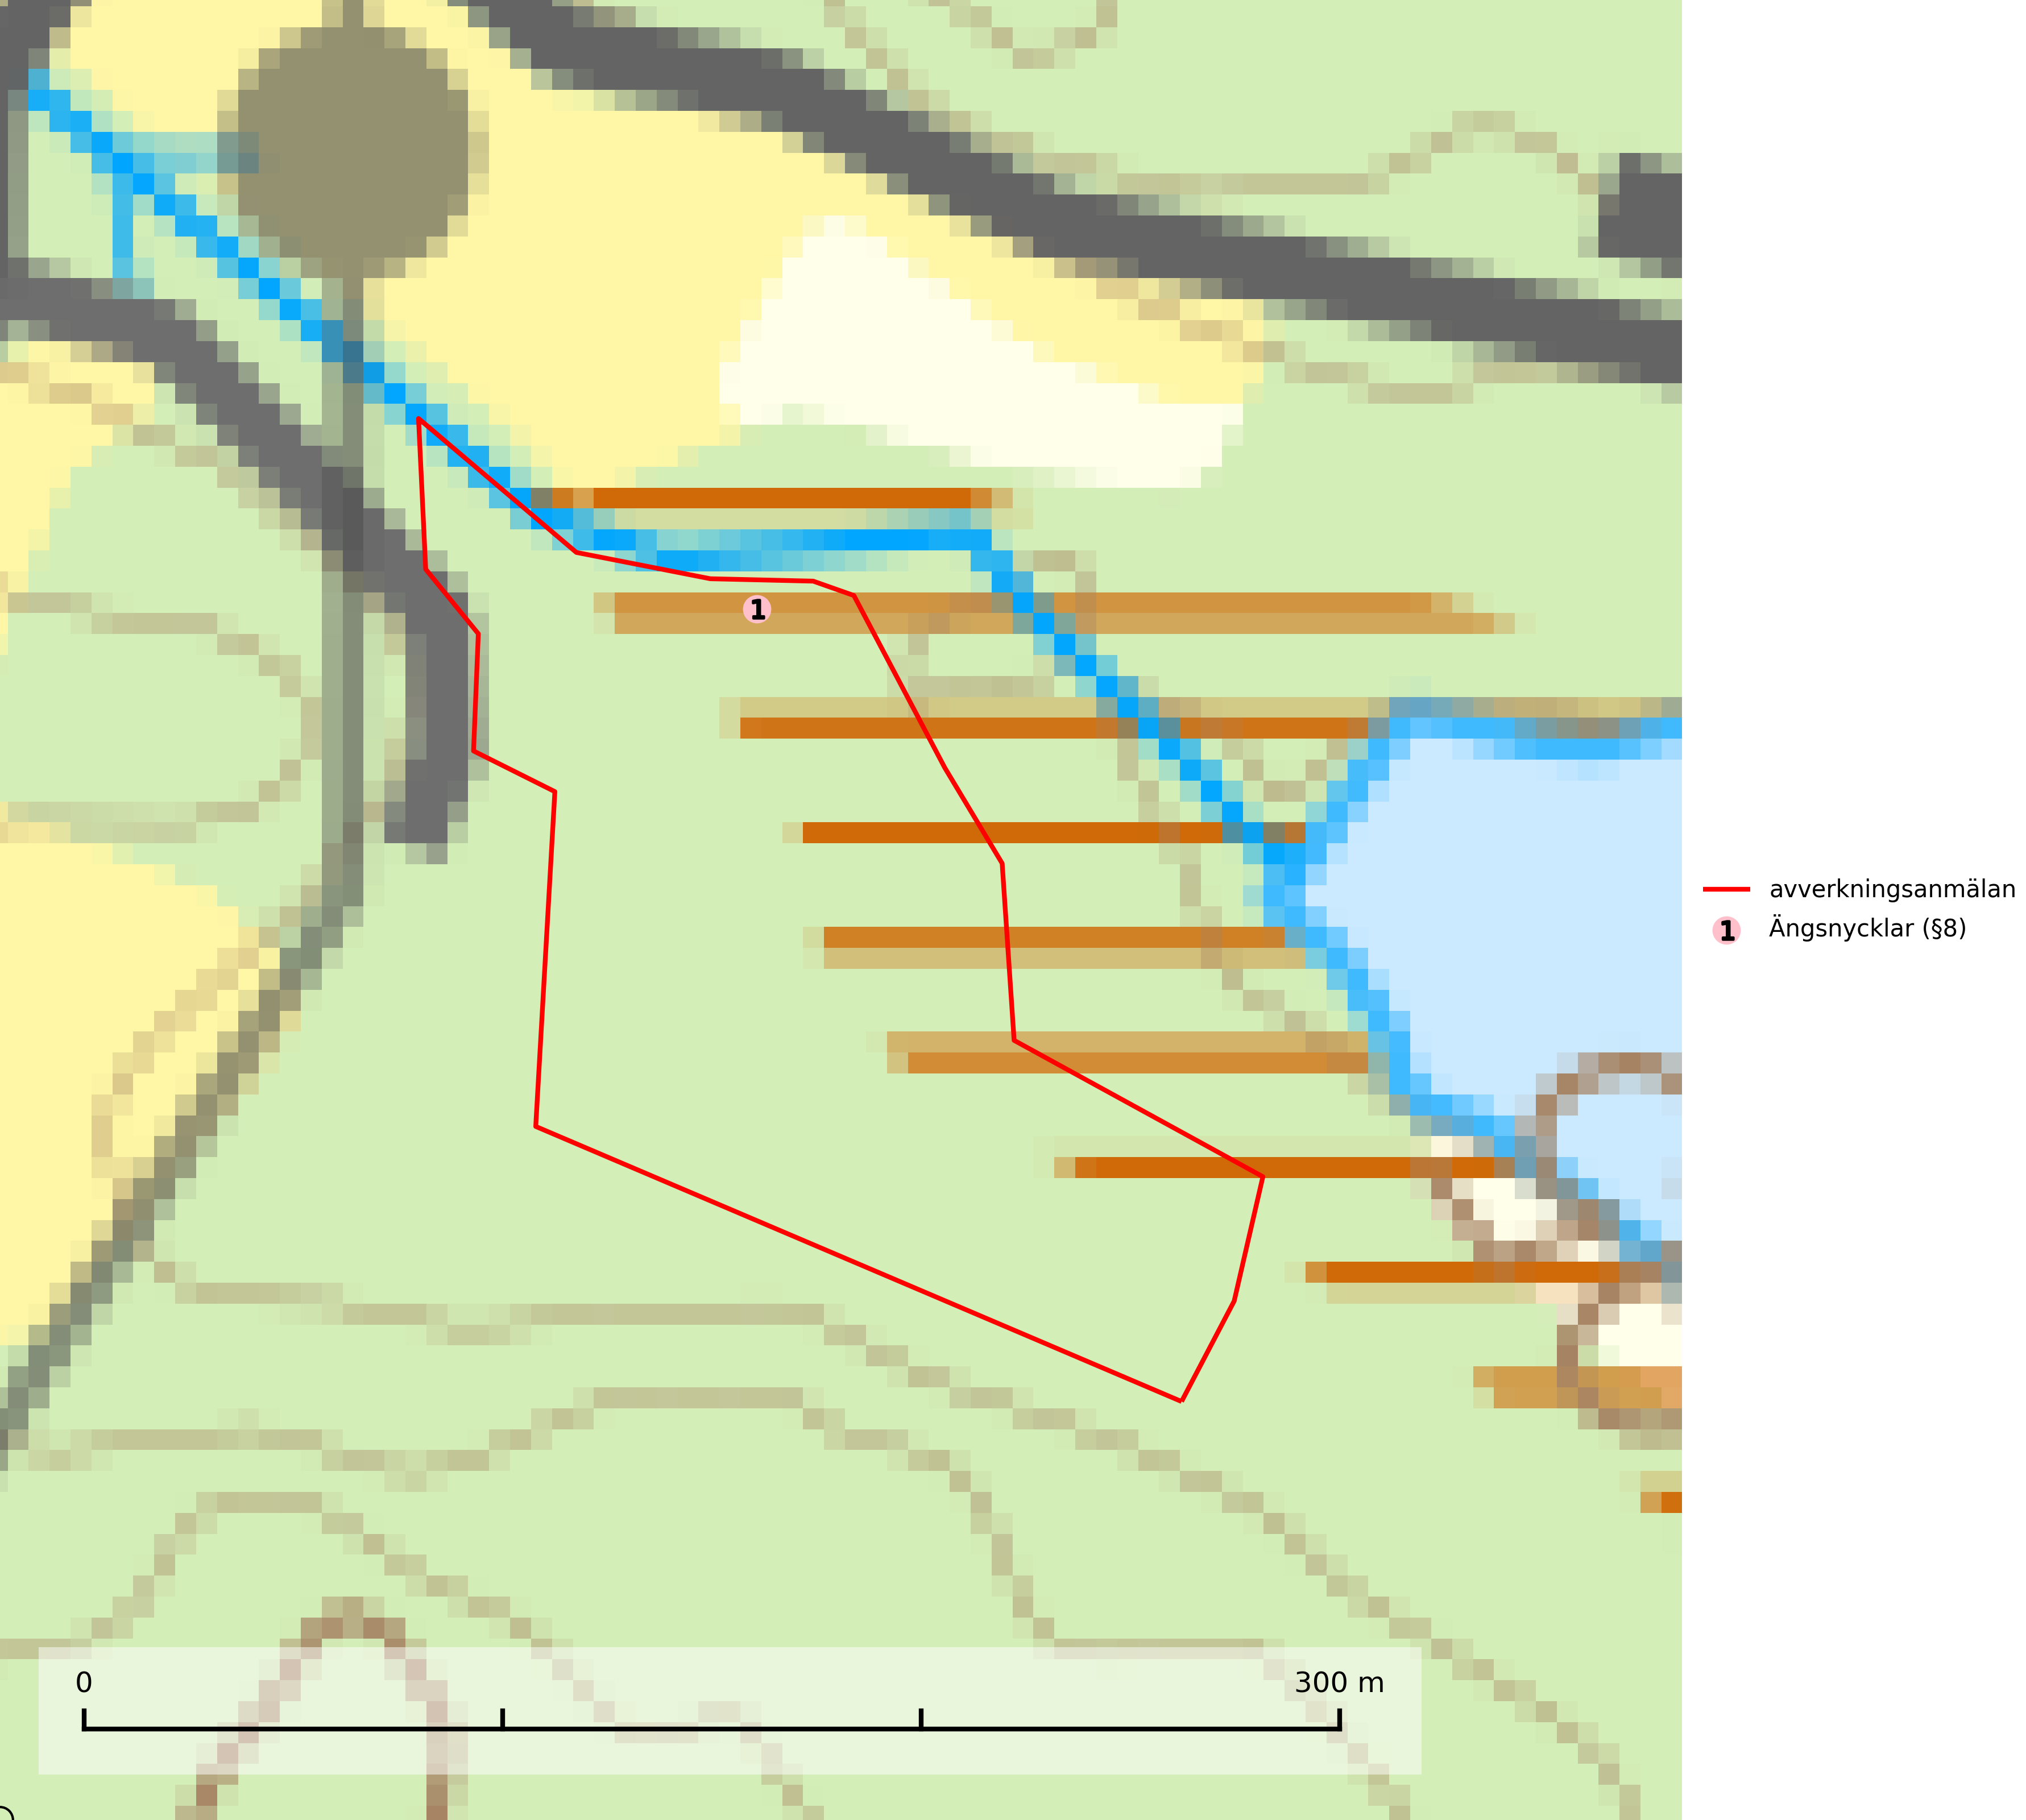 1
avverkningsanmälan
1 Ängsnycklar (§8)
0 300 m